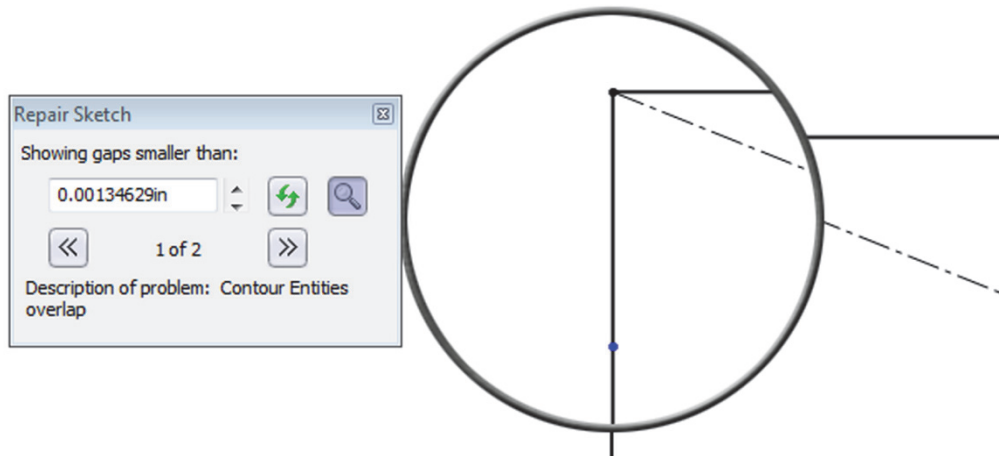 Repair Sketch
Showing gaps smaller than:
0.00134629in
1 of 2
Description of problem: Contour Entities
overlap